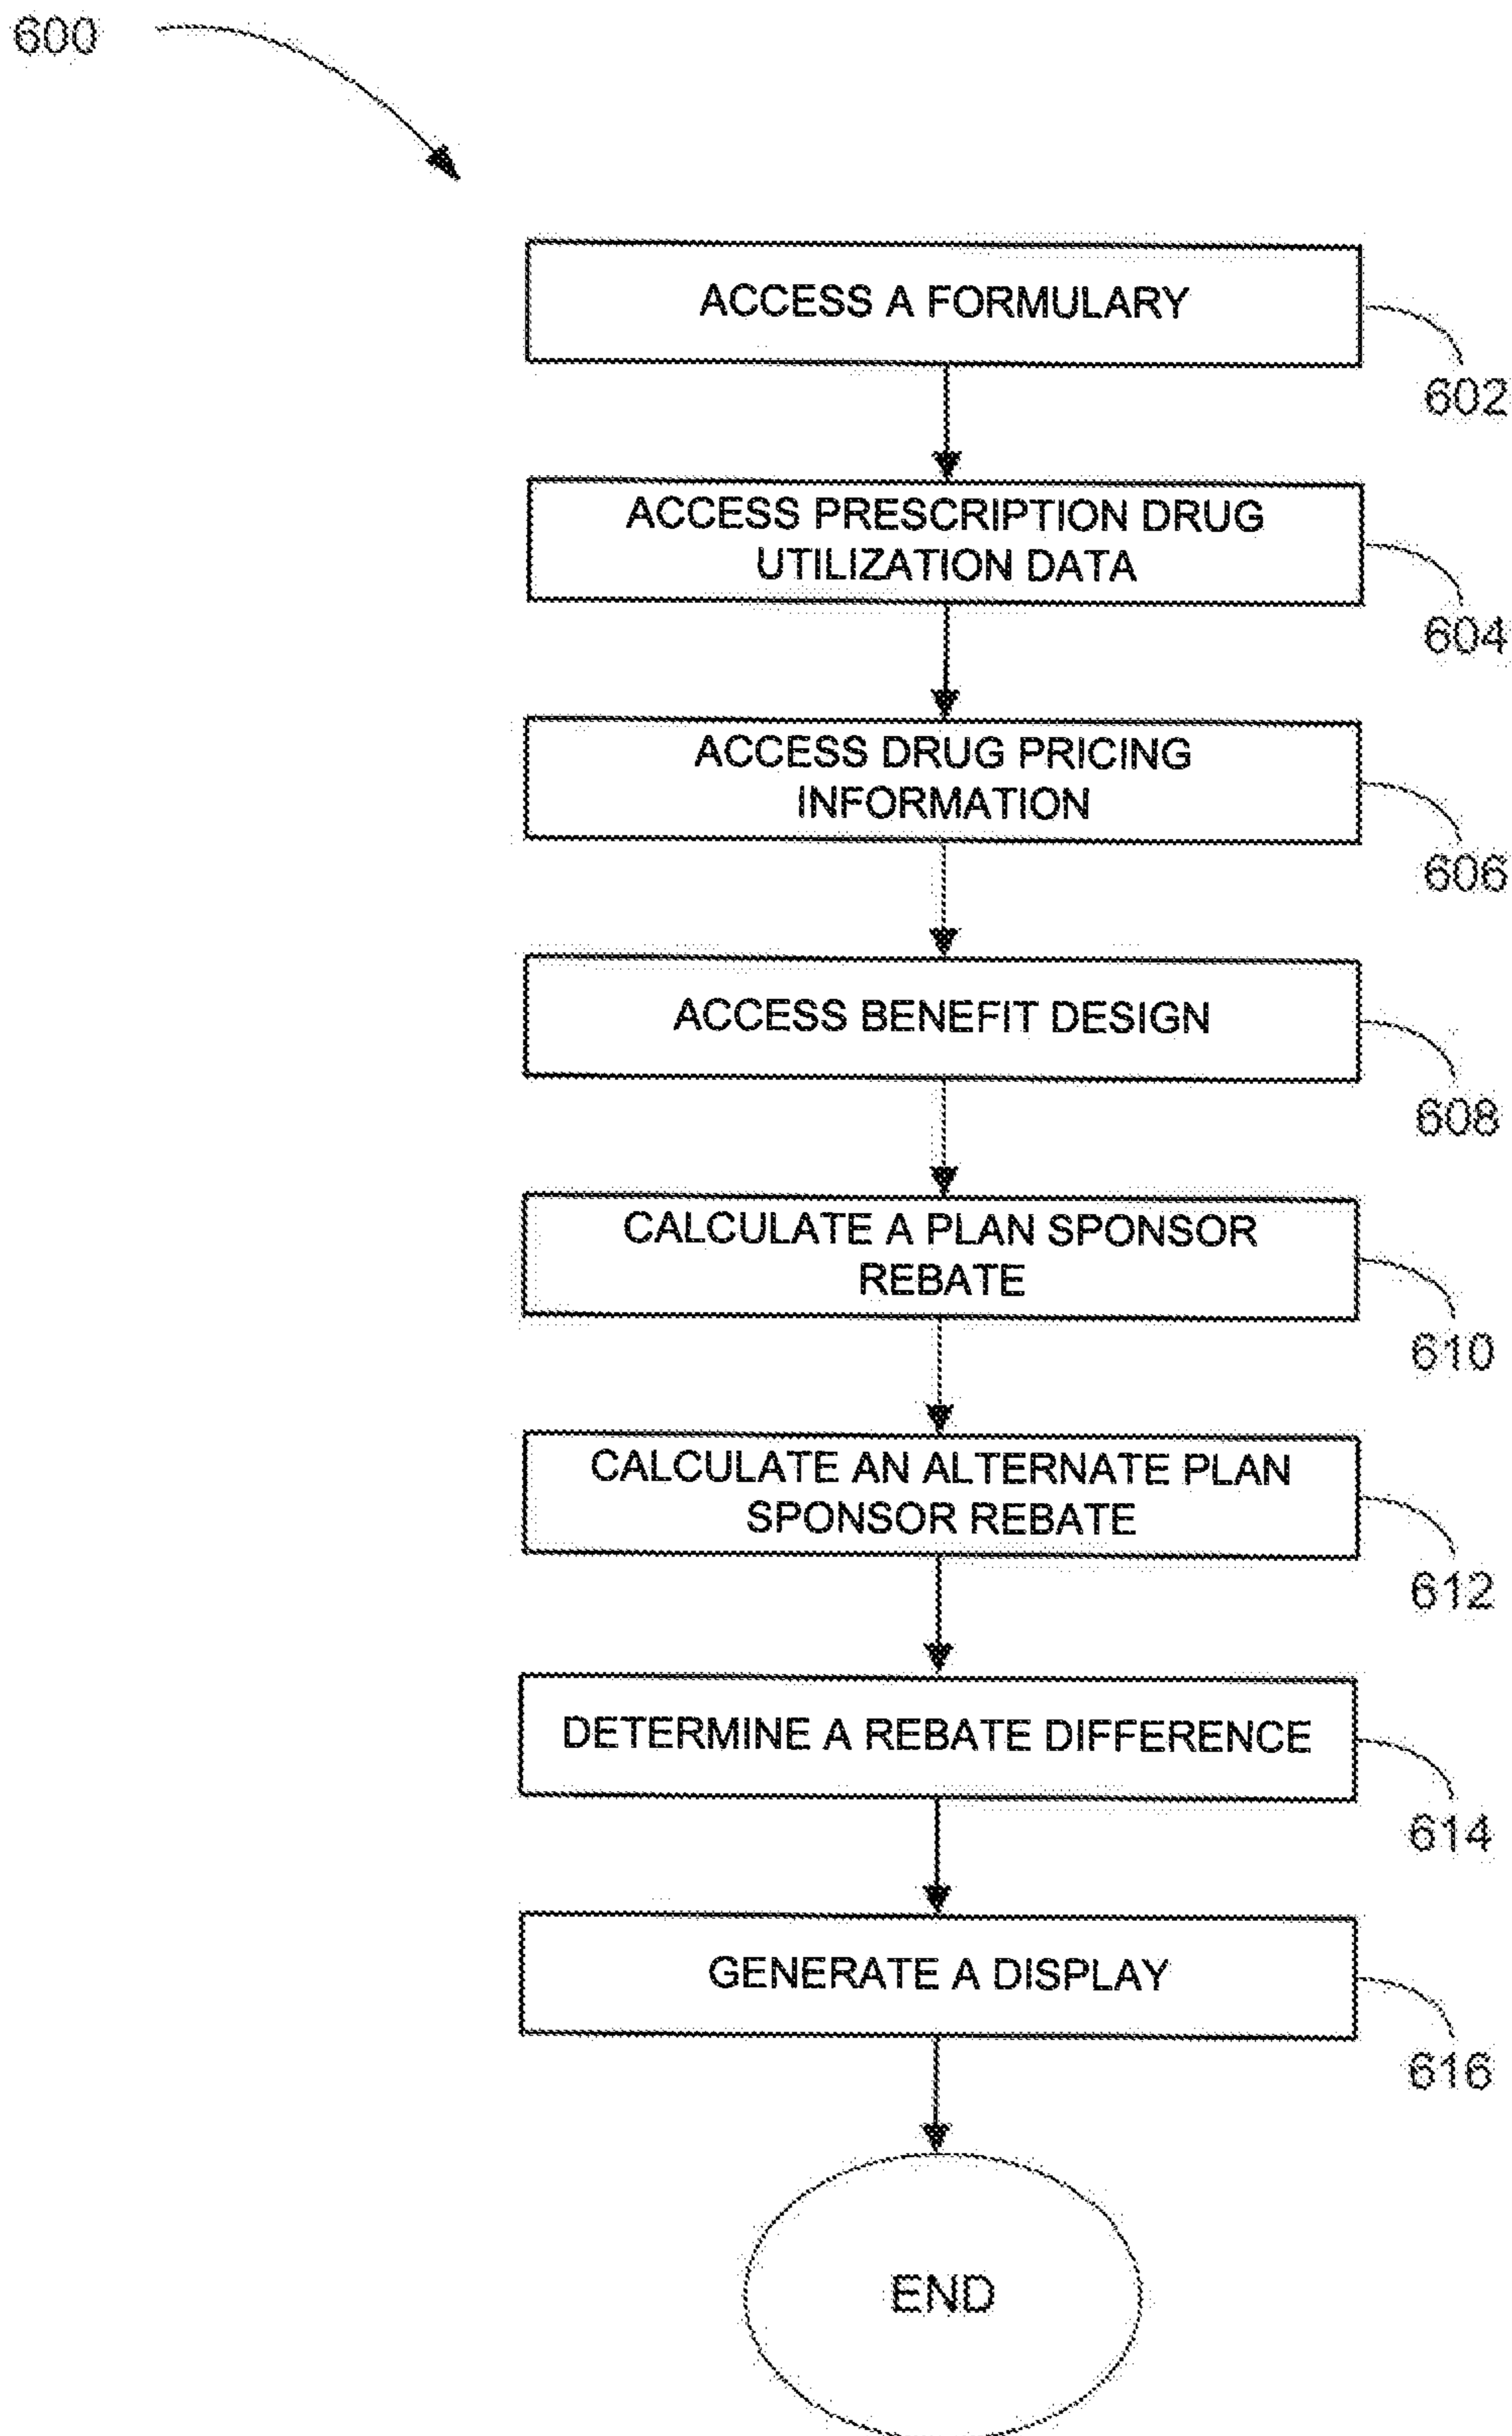 600
ACCESS A FORMULARY
602
ACCESS PRESCRIPTION DRUG
UTILIZATION DATA
604
ACCESS DRUG PRICING
INFORMATION
606
ACCESS BENEFIT DESIGN
608
CALCULATE A PLAN SPONSOR
REBATE
610
CALCULATE AN ALTERNATE PLAN
SPONSOR REBATE
612
DETERMINE A REBATE DIFFERENCE
614
GENERATE A DISPLAY
616
END